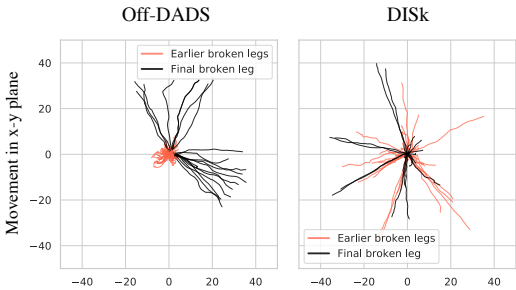 Off-DADS
DISk
Movement in x-y plane
40
20
0
−20
−40
−40
−20
0
20
40
Earlier broken legs
Final broken leg
−40
−20
0
20
40
Earlier broken legs
Final broken leg